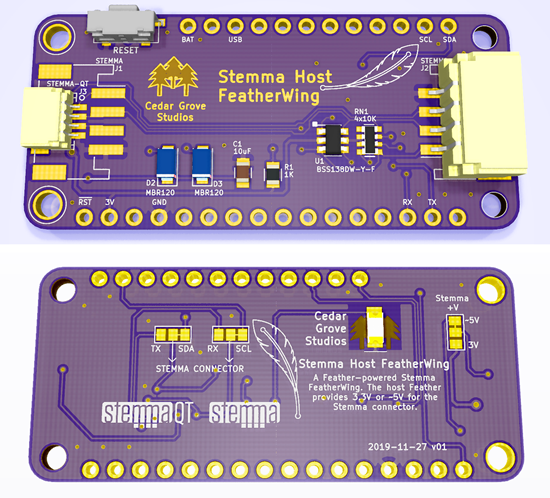 RESET
BAT
USB
SCL
SDA
STEMMA
J1
STEMMA
J2
STEMMA-QT
J3
Cedar Grove
Studios
Stemma Host
FeatherWing
RN1
4x10K
C1
10uF
R1
1K
U1
BSS138DW-Y-F
D2
MBR120
D3
MBR120
RST
3V
GND
RX
TX
Cedar
Grove
Studios
Stemma
+V
-5V
3V
TX
SDA
RX
SCL
STEMMA CONNECTOR
Stemma Host FeatherWing
A Feather-powered Stemma
FeatherWing. The host Feather
provides 3.3V or -5V for the
Stemma connector.
stemmaQT
stemma
2019-11-27 v01